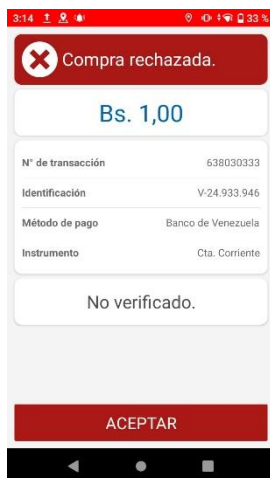 3:14 33 %
Compra rechazada.
Bs. 1,00
N° de transacción 638030333
Identificación V-24.933.946
Método de pago Banco de Venezuela
Instrumento Cta. Corriente
No verificado.
ACEPTAR